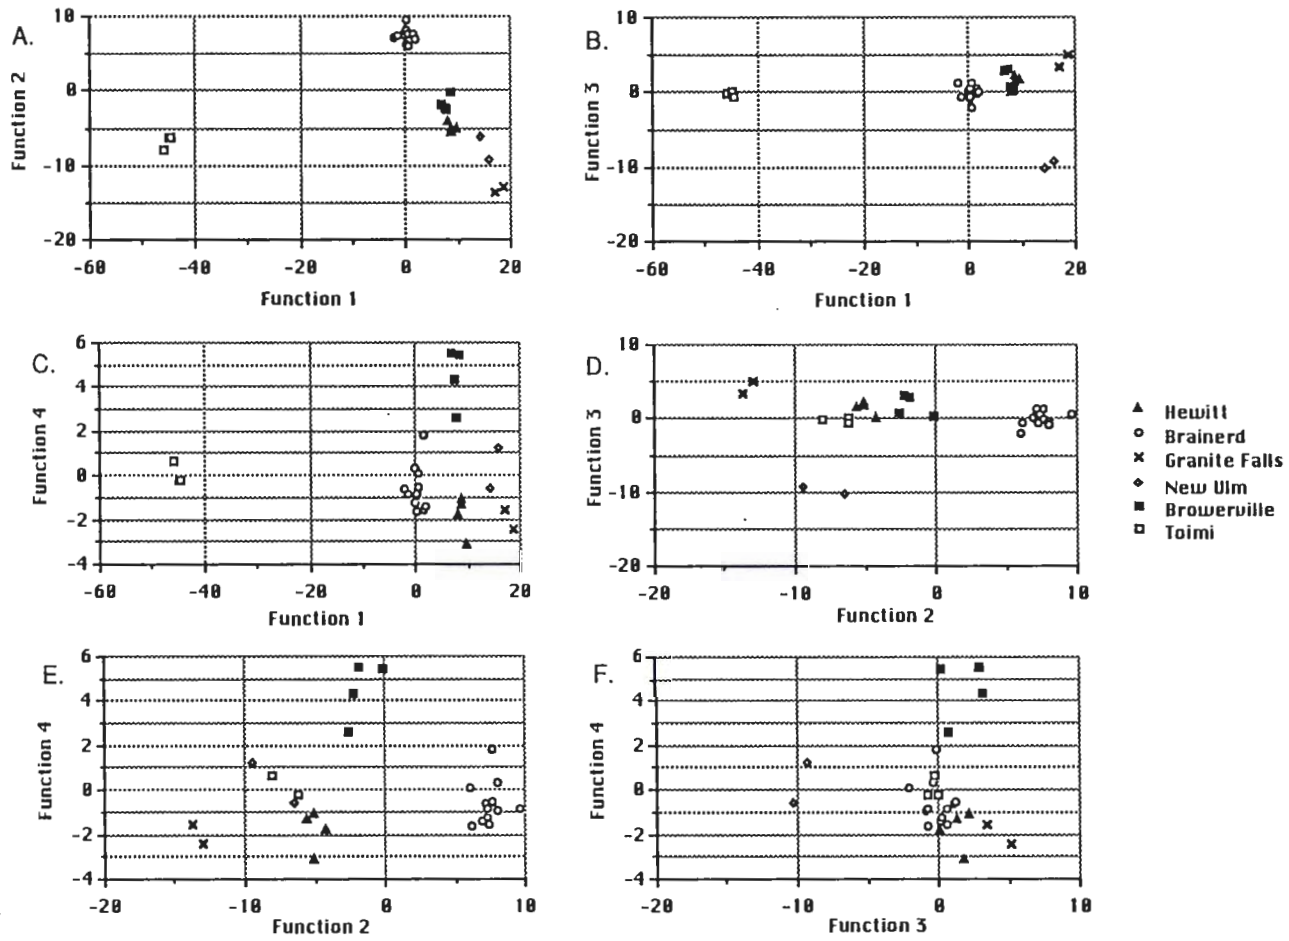 A.
Function 2
10
0
-10
-20
-60 -40 -20 0 20
Function 1
B.
Function 3
10
0
-10
-20
-60 -40 -20 0 20
Function 1
C.
Function 4
6
4
2
0
-2
-4
-60 -40 -20 0 20
Function 1
D.
Function 3
10
0
-10
-20
-20 -10 0 10
Function 2
Hewitt
Brainerd
Granite Falls
New Ulm
Browerville
Toimi
E.
Function 4
6
4
2
0
-2
-4
-20 -10 0 10
Function 2
F.
Function 4
6
4
2
0
-2
-4
-20 -10 0 10
Function 3